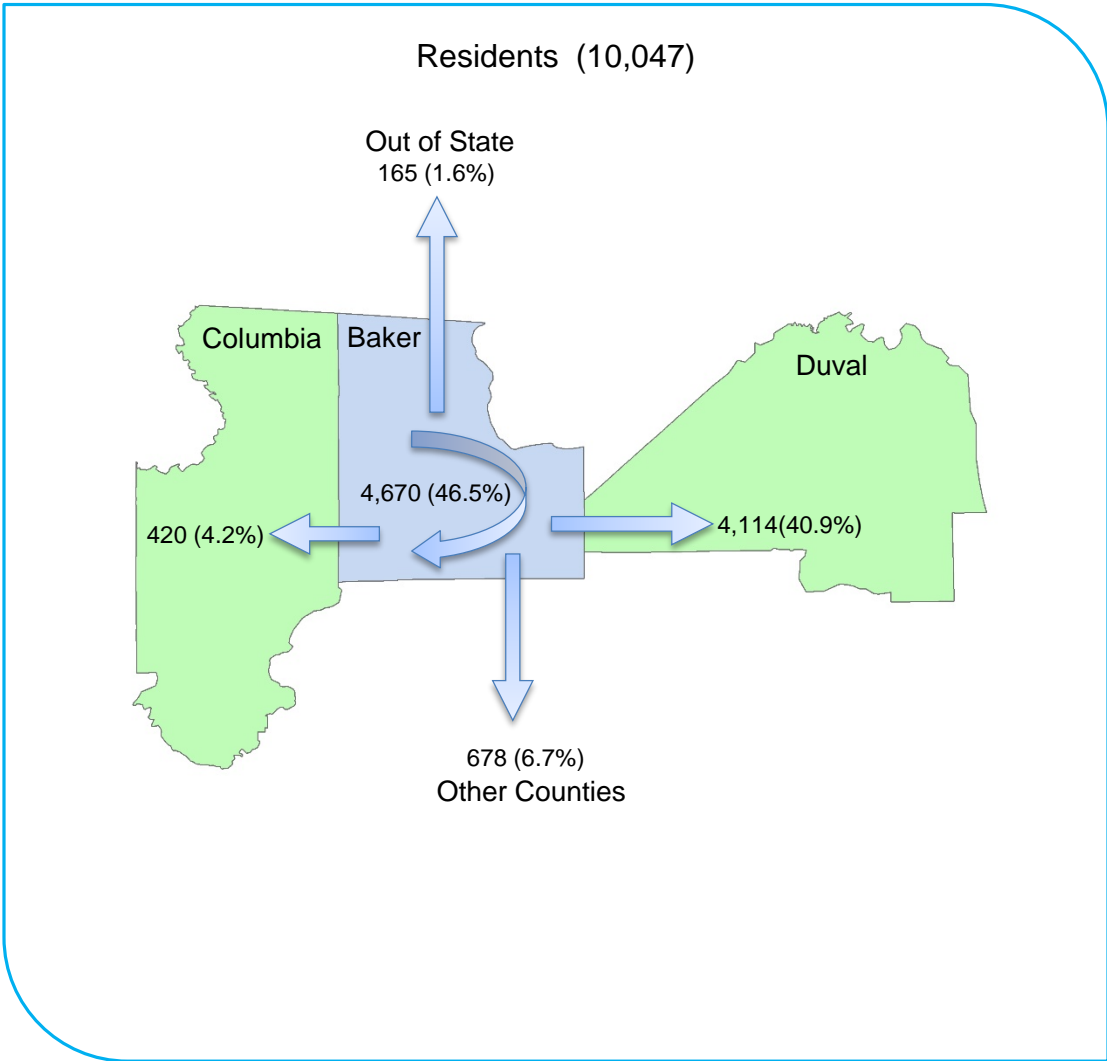 Residents  (10,047)
Out of State
165 (1.6%)
Columbia
Baker
Duval
4,670 (46.5%)
420 (4.2%)
4,114(40.9%)
678 (6.7%)
Other Counties